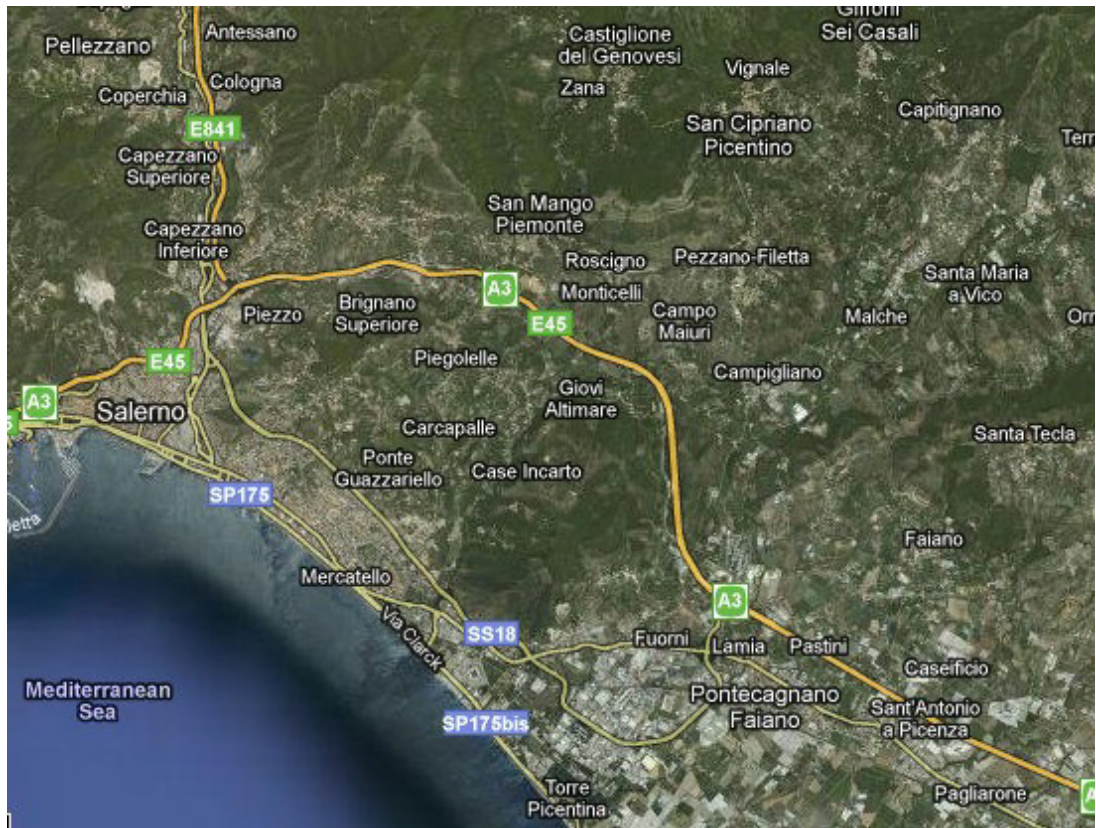 Pellezzano
Antessano
Castiglione
del Genovesi
Sei Casali
Vignale
Zana
Cologna
Coperchia
Capitignano
San Cipriano
Picentino
E841
Capezzano
Superiore
San Mango
Piemonte
Capezzano
Inferiore
Roscigno
Pezzano-Filetta
Santa Maria
a Vico
A3
Monticelli
Piezzo
Brignano
Superiore
E45
Campo
Maiuri
Malche
E45
Piegolelle
Campigliano
A3
Salerno
Giovi
Altimare
Carcapalle
Santa Tecla
Ponte
Guazzariello
Case Incarto
SP175
Faiano
Mercatello
A3
Via Clarck
SS18
Fuorni
Lamia
Pastini
Caseificio
Mediterranean
Sea
Pontecagnano
Faiano
Sant'Antonio
a Picenza
SP175bis
Torre
Picentina
Pagliarone